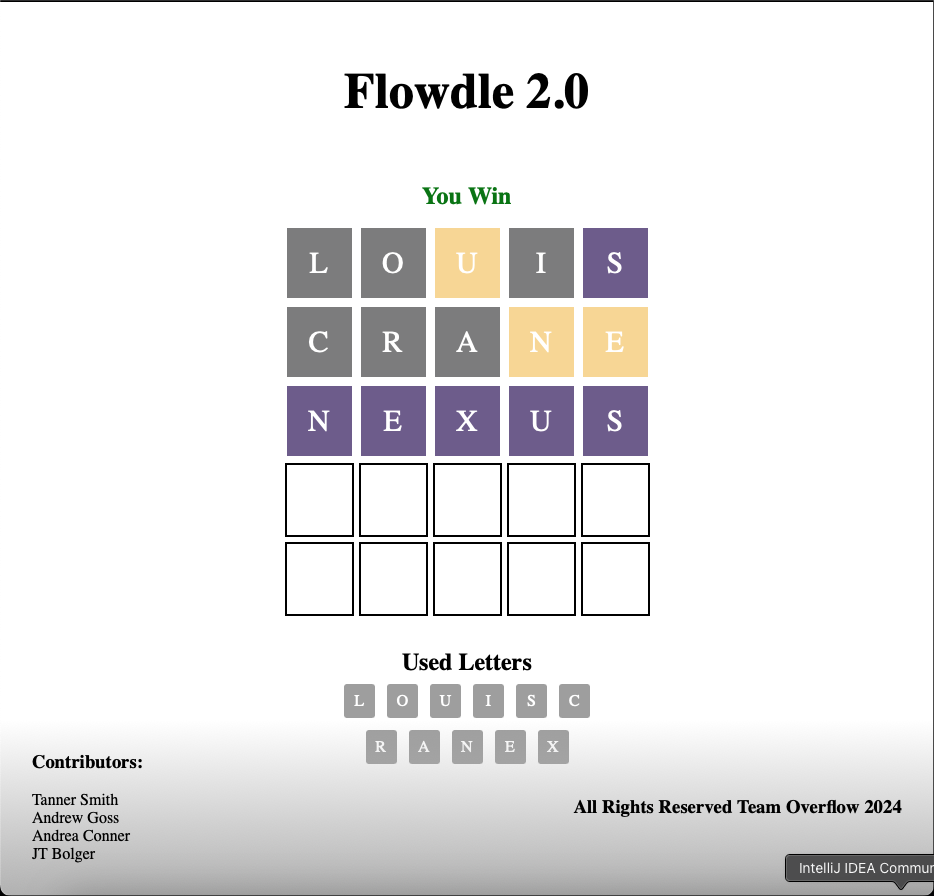 Flowdle 2.0
You Win
L O U I S
C R A N E
N E X U S
Used Letters
L O U I S C
R A N E X
Contributors:
Tanner Smith
Andrew Goss
Andrea Conner
JT Bolger
All Rights Reserved Team Overflow 2024
IntelliJ IDEA Commun